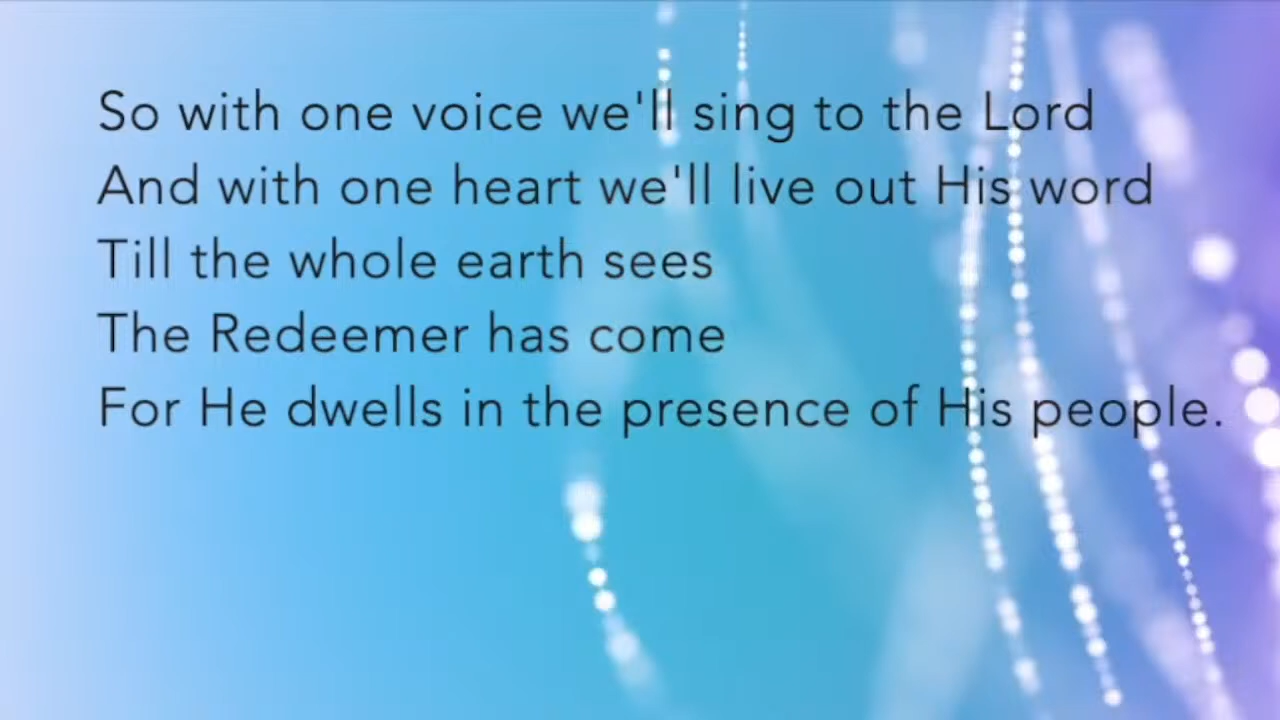 So with one voice we'll sing to the Lord
And with one heart we'll live out His word
Till the whole earth sees
The Redeemer has come
For He dwells in the presence of His people.